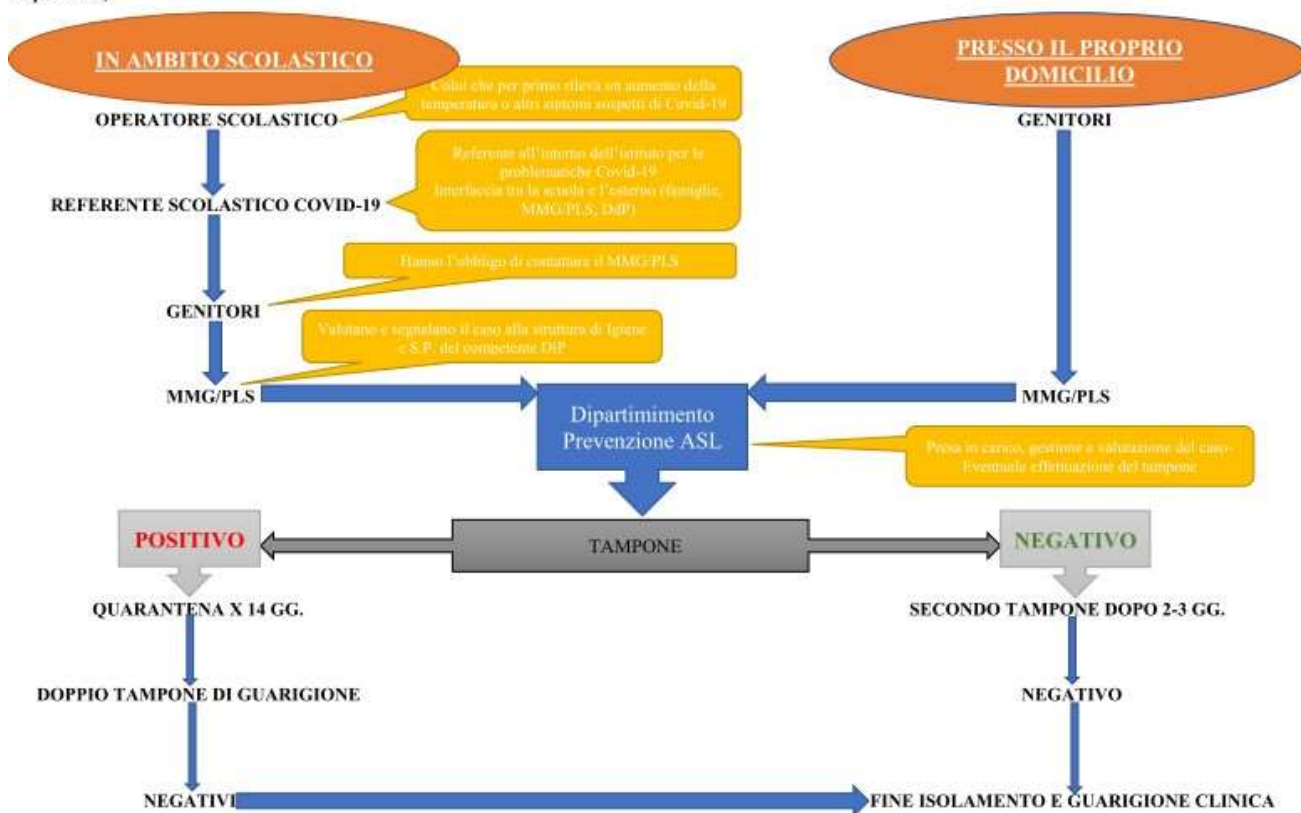 IN AMBITO SCOLASTICO
PRESSO IL PROPRIO
DOMICILIO
Colui che per primo rileva un aumento della
temperatura o altri sintomi sospetti di Covid-19
OPERATORE SCOLASTICO
GENITORI
Referente all'interno dell'istituto per le
problematiche Covid-19
Interfaccia tra la scuola e l'esterno (famiglie,
MMG/PLS, DdP)
REFERENTE SCOLASTICO COVID-19
Hanno l'obbligo di contattare il MMG/PLS
GENITORI
Valutano e segnalano il caso alla struttura di Igiene
e S.P. del competente DIP
MMG/PLS
MMG/PLS
Dipartimimento
Prevenzione ASL
Presa in carico, gestione e valutazione del caso-
Eventuale effettuazione del tampone
POSITIVO
TAMPONE
NEGATIVO
QUARANTENA X 14 GG.
SECONDO TAMPONE DOPO 2-3 GG.
DOPPIO TAMPONE DI GUARIGIONE
NEGATIVO
NEGATIVI
FINE ISOLAMENTO E GUARIGIONE CLINICA